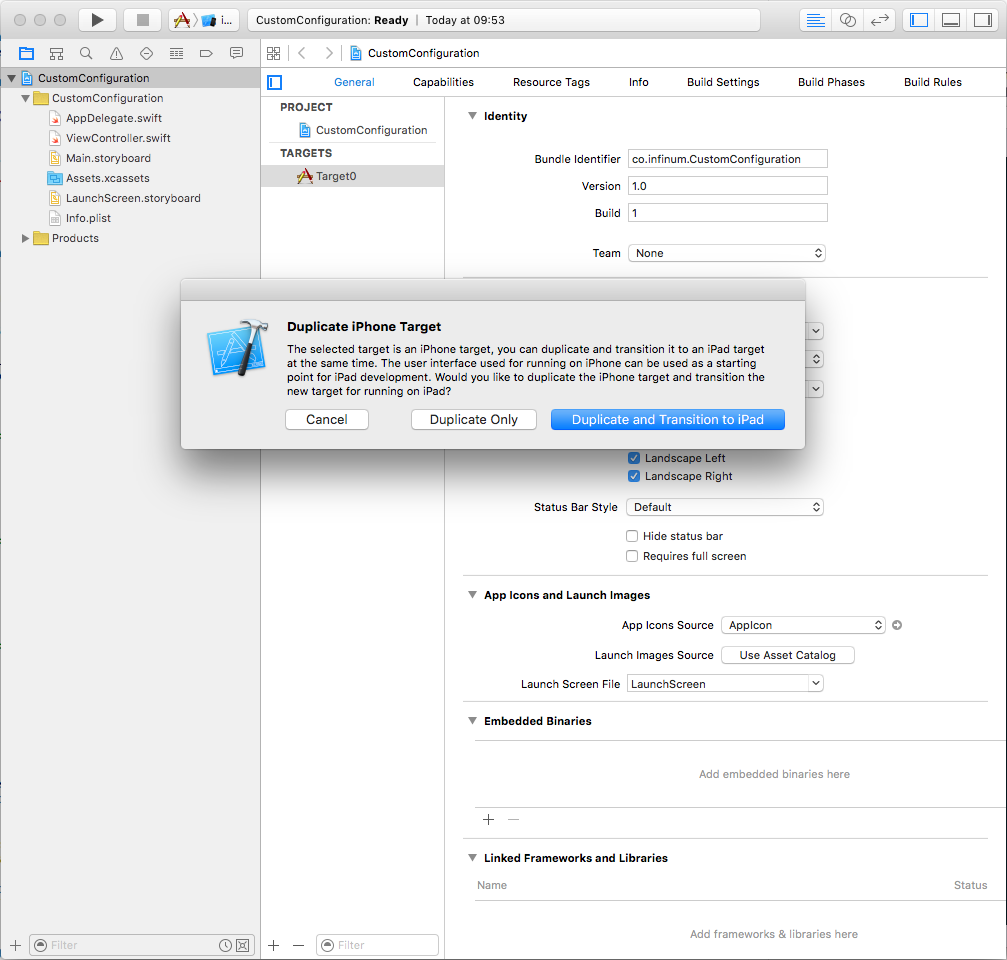 i...
CustomConfiguration: Ready | Today at 09:53
CustomConfiguration
General Capabilities Resource Tags Info Build Settings Build Phases Build Rules
CustomConfiguration
CustomConfiguration
AppDelegate.swift
ViewController.swift
Main.storyboard
Assets.xcassets
LaunchScreen.storyboard
Info.plist
Products
PROJECT
CustomConfiguration
TARGETS
Target0
Identity
Bundle Identifier co.infinum.CustomConfiguration
Version 1.0
Build 1
Team None
Duplicate iPhone Target
The selected target is an iPhone target, you can duplicate and transition it to an iPad target
at the same time. The user interface used for running on iPhone can be used as a starting
point for iPad development. Would you like to duplicate the iPhone target and transition the
new target for running on iPad?
Cancel Duplicate Only Duplicate and Transition to iPad
Landscape Left
Landscape Right
Status Bar Style Default
Hide status bar
Requires full screen
App Icons and Launch Images
App Icons Source AppIcon
Launch Images Source Use Asset Catalog
Launch Screen File LaunchScreen
Embedded Binaries
Add embedded binaries here
Linked Frameworks and Libraries
Name Status
Add frameworks & libraries here
Filter
Filter